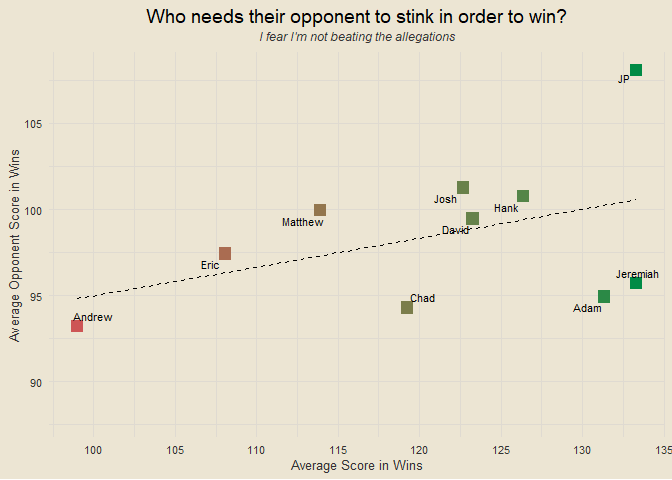 Who needs their opponent to stink in order to win?
I fear I'm not beating the allegations
JP
105
Josh
Hank
100
Matthew
David
Eric
Jeremiah
95
Chad
Adam
Andrew
90
Average Opponent Score in Wins
100 105 110 115 120 125 130 135
Average Score in Wins